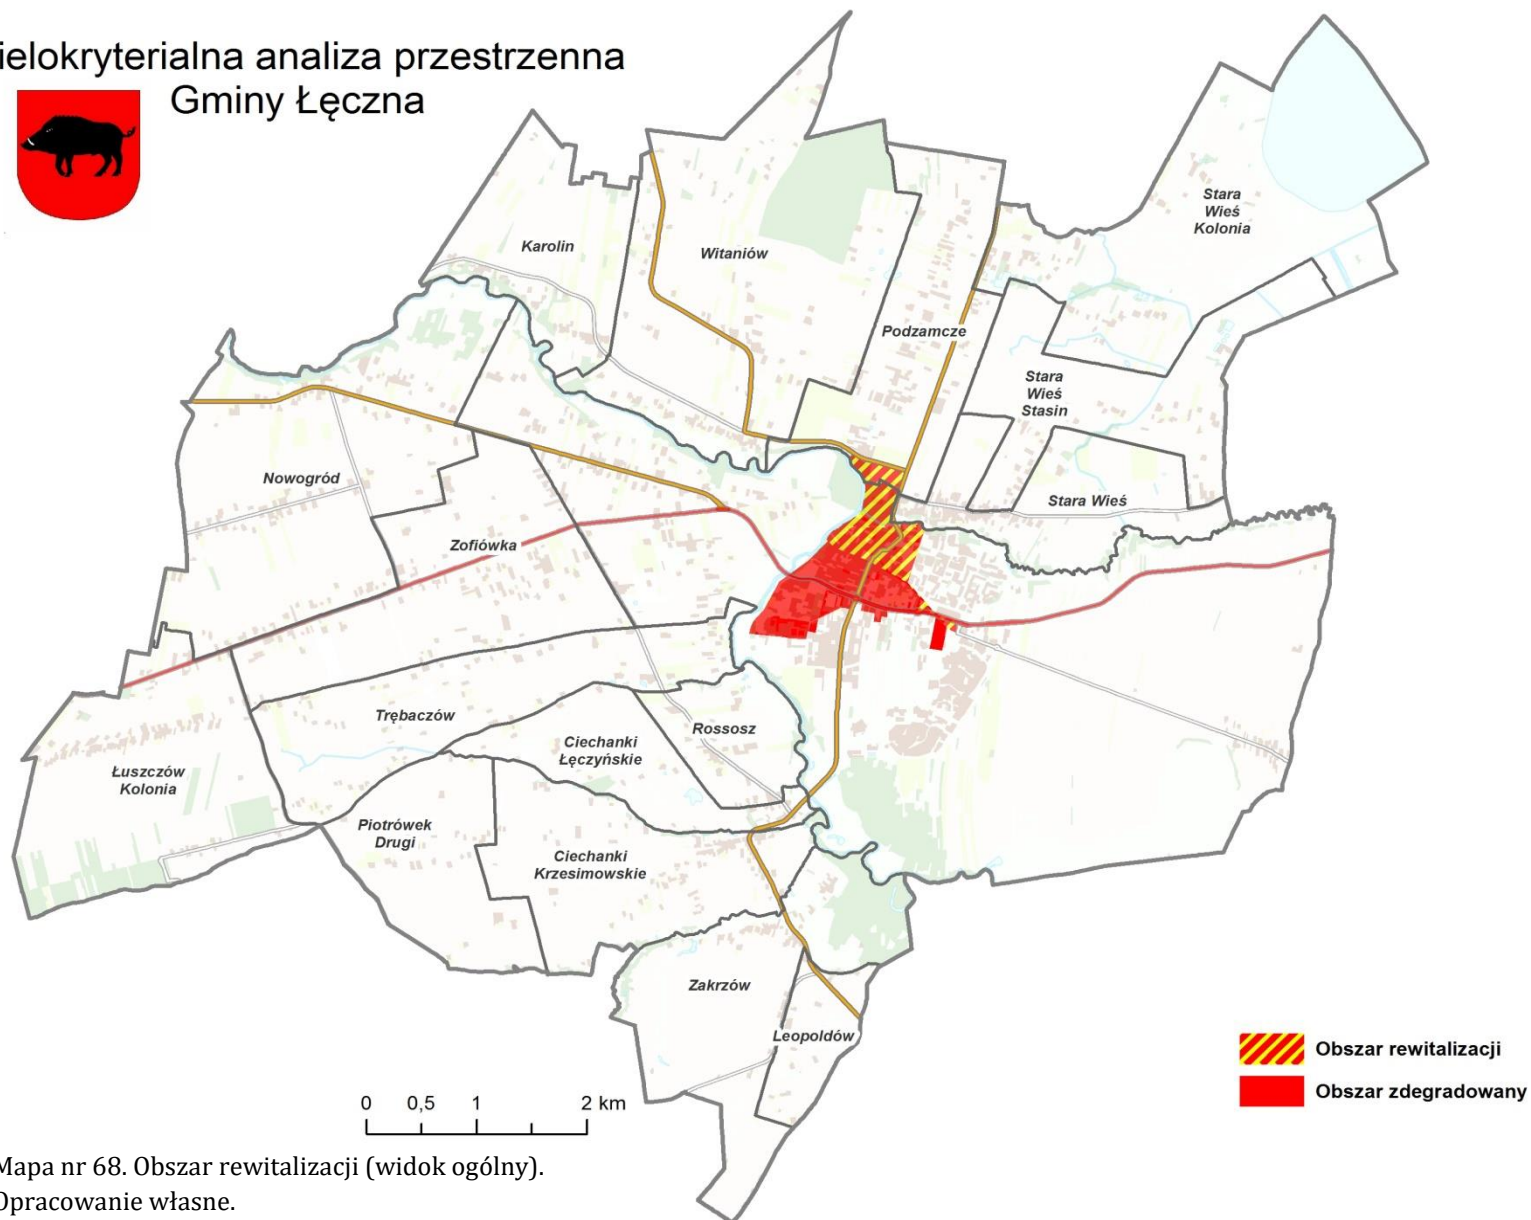 ielokryterialna analiza przestrzenna
Gminy Łęczna
Stara
Wieś
Kolonia
Karolin
Witaniów
Podzamcze
Stara
Wieś
Stasin
Nowogród
Stara Wieś
Zofiówka
Trębaczów
Rossosz
Ciechanki
Łęczyńskie
Łuszczów
Kolonia
Piotrówek
Drugi
Ciechanki
Krzesimowskie
Zakrzów
Leopoldów
Obszar rewitalizacji
Obszar zdegradowany
0 0,5 1 2 km
Mapa nr 68. Obszar rewitalizacji (widok ogólny).
Opracowanie własne.